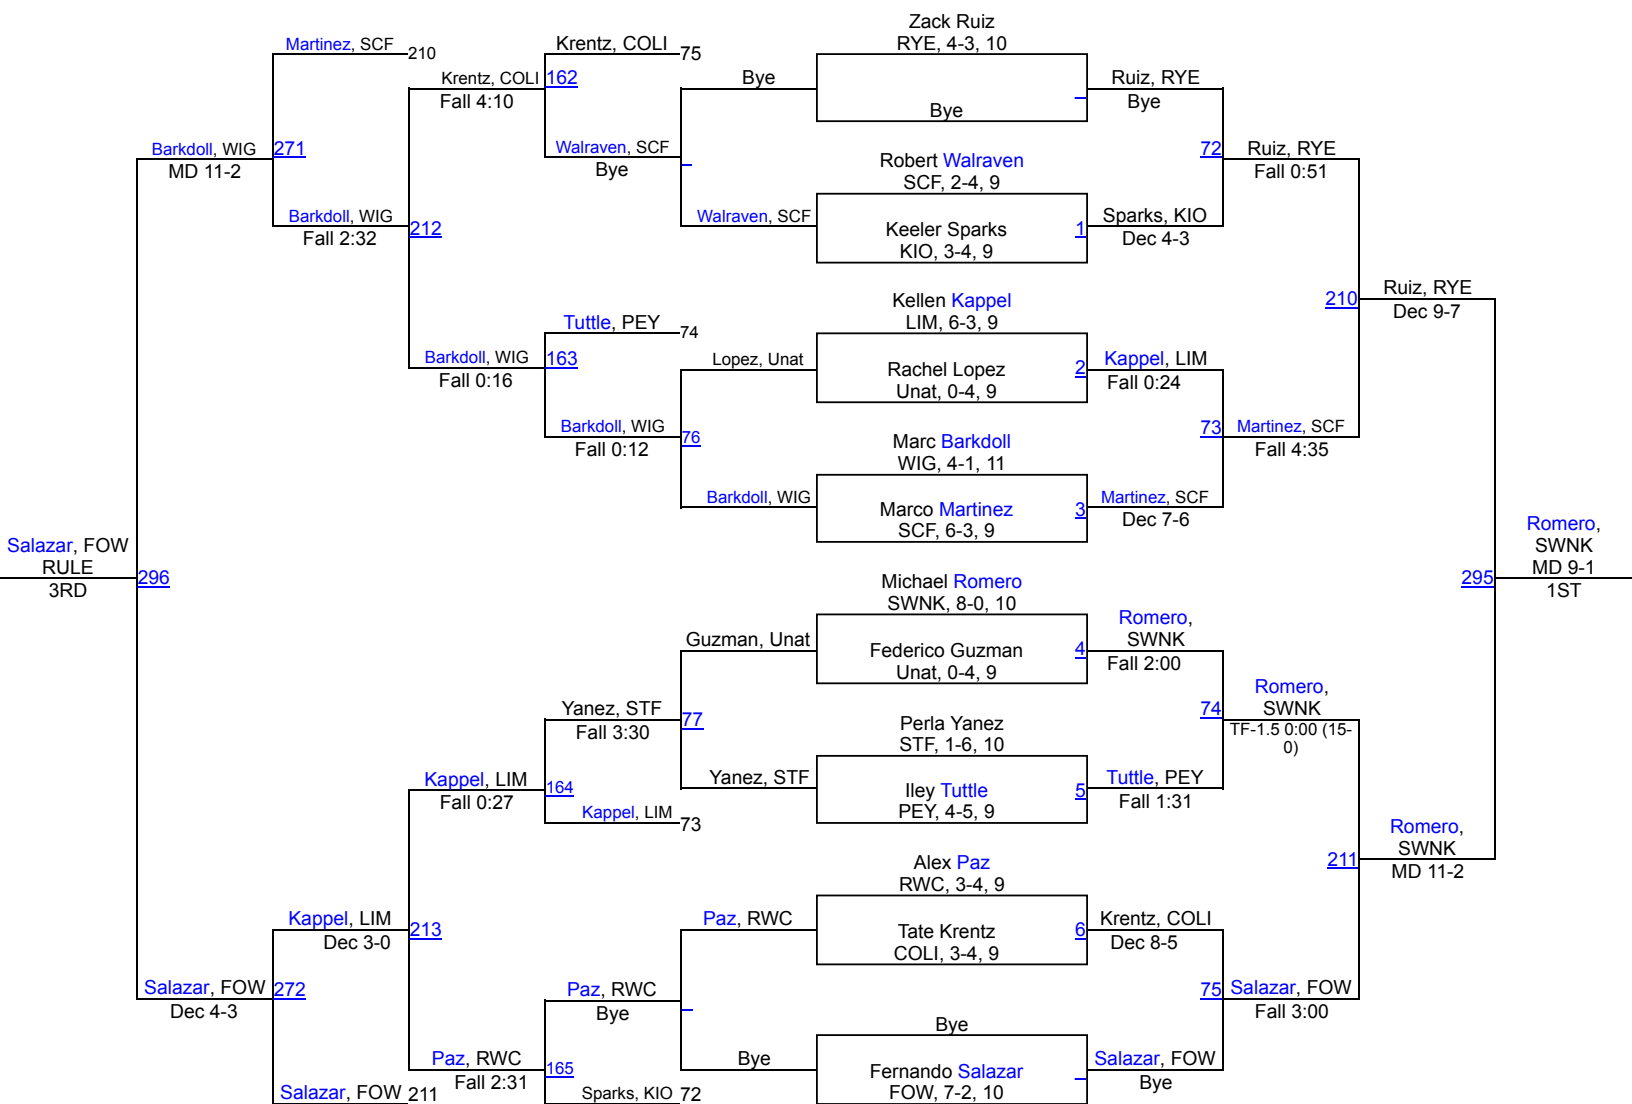 Zack Ruiz
RYE, 4-3, 10
Martinez, SCF 210
Krentz, COLI 75
Krentz, COLI 162
Fall 4:10
Bye
Ruiz, RYE
Bye
Bye
Barkdoll, WIG 271
MD 11-2
Walraven, SCF
Bye
Robert Walraven
SCF, 2-4, 9
72 Ruiz, RYE
Fall 0:51
Barkdoll, WIG
Fall 2:32
212
Walraven, SCF
Keeler Sparks
KIO, 3-4, 9
1 Sparks, KIO
Dec 4-3
Kellen Kappel
LIM, 6-3, 9
210 Ruiz, RYE
Dec 9-7
Tuttle, PEY 74
Barkdoll, WIG 163
Fall 0:16
Lopez, Unat
Rachel Lopez
Unat, 0-4, 9
2 Kappel, LIM
Fall 0:24
Barkdoll, WIG 76
Fall 0:12
Marc Barkdoll
WIG, 4-1, 11
73 Martinez, SCF
Fall 4:35
Barkdoll, WIG
Marco Martinez
SCF, 6-3, 9
3 Martinez, SCF
Dec 7-6
Salazar, FOW
RULE
3RD
296
Michael Romero
SWNK, 8-0, 10
295
Romero,
SWNK
MD 9-1
1ST
Guzman, Unat
Federico Guzman
Unat, 0-4, 9
4
Romero,
SWNK
Fall 2:00
Yanez, STF 77
Fall 3:30
Perla Yanez
STF, 1-6, 10
74
Romero,
SWNK
TF-1.5 0:00 (15-
0)
Kappel, LIM 164
Fall 0:27
Yanez, STF
Iley Tuttle
PEY, 4-5, 9
5 Tuttle, PEY
Fall 1:31
Kappel, LIM 73
Alex Paz
RWC, 3-4, 9
211
Romero,
SWNK
MD 11-2
Kappel, LIM 213
Dec 3-0
Paz, RWC
Tate Krentz
COLI, 3-4, 9
6 Krentz, COLI
Dec 8-5
Salazar, FOW 272
Dec 4-3
Paz, RWC
Bye
Bye
75 Salazar, FOW
Fall 3:00
Paz, RWC 165
Fall 2:31
Bye
Fernando Salazar
FOW, 7-2, 10
Salazar, FOW
Bye
Salazar, FOW 211
Sparks, KIO 72